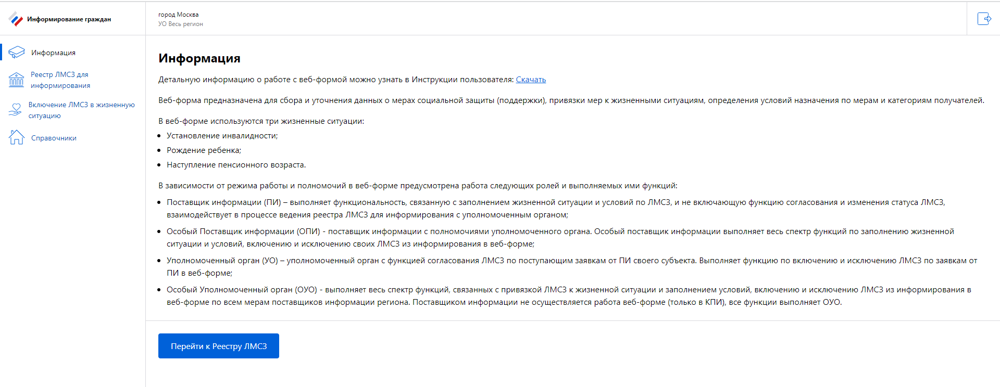 Информирование граждан
город Москва
УО Весь регион
Информация
Реестр ЛМСЗ для
информирования
Включение ЛМСЗ в жизненную
ситуацию
Справочники
Информация
Детальную информацию о работе с веб-формой можно узнать в Инструкции пользователя: Скачать
Веб-форма предназначена для сбора и уточнения данных о мерах социальной защиты (поддержки), привязки мер к жизненными ситуациям, определения условий назначения по мерам и категориям получателей.
В веб-форме используются три жизненные ситуации:
• Установление инвалидности;
• Рождение ребенка;
• Наступление пенсионного возраста.
В зависимости от режима работы и полномочий в веб-форме предусмотрена работа следующих ролей и выполняемых ими функций:
• Поставщик информации (ПИ) – выполняет функциональность, связанную с заполнением жизненной ситуации и условий по ЛМСЗ, и не включающую функцию согласования и изменения статуса ЛМСЗ,
взаимодействует в процессе ведения реестра ЛМСЗ для информирования с уполномоченным органом;
• Особый Поставщик информации (ОПИ) - поставщик информации с полномочиями уполномоченного органа. Особый поставщик информации выполняет весь спектр функций по заполнению жизненной
ситуации и условий, включению и исключению своих ЛМСЗ из информирования в веб-форме;
• Уполномоченный орган (УО) – уполномоченный орган с функцией согласования ЛМСЗ по поступающим заявкам от ПИ своего субъекта. Выполняет функцию по включению и исключению ЛМСЗ по заявкам от
ПИ в веб-форме;
• Особый Уполномоченный орган (ОУО) - выполняет весь спектр функций, связанных с привязкой ЛМСЗ к жизненной ситуации и заполнением условий, включению и исключению ЛМСЗ из информирования в
веб-форме по всем мерам поставщиков информации региона. Поставщиком информации не осуществляется работа веб-форме (только в КПИ), все функции выполняет ОУО.
Перейти к Реестру ЛМСЗ